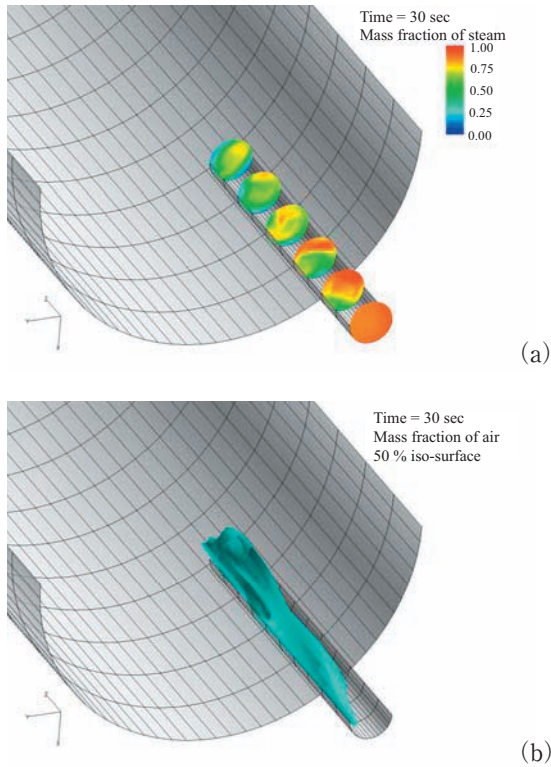 Time = 30 sec
Mass fraction of steam
1.00
0.75
0.50
0.25
0.00
(a)
Time = 30 sec
Mass fraction of air
50 % iso-surface
(b)